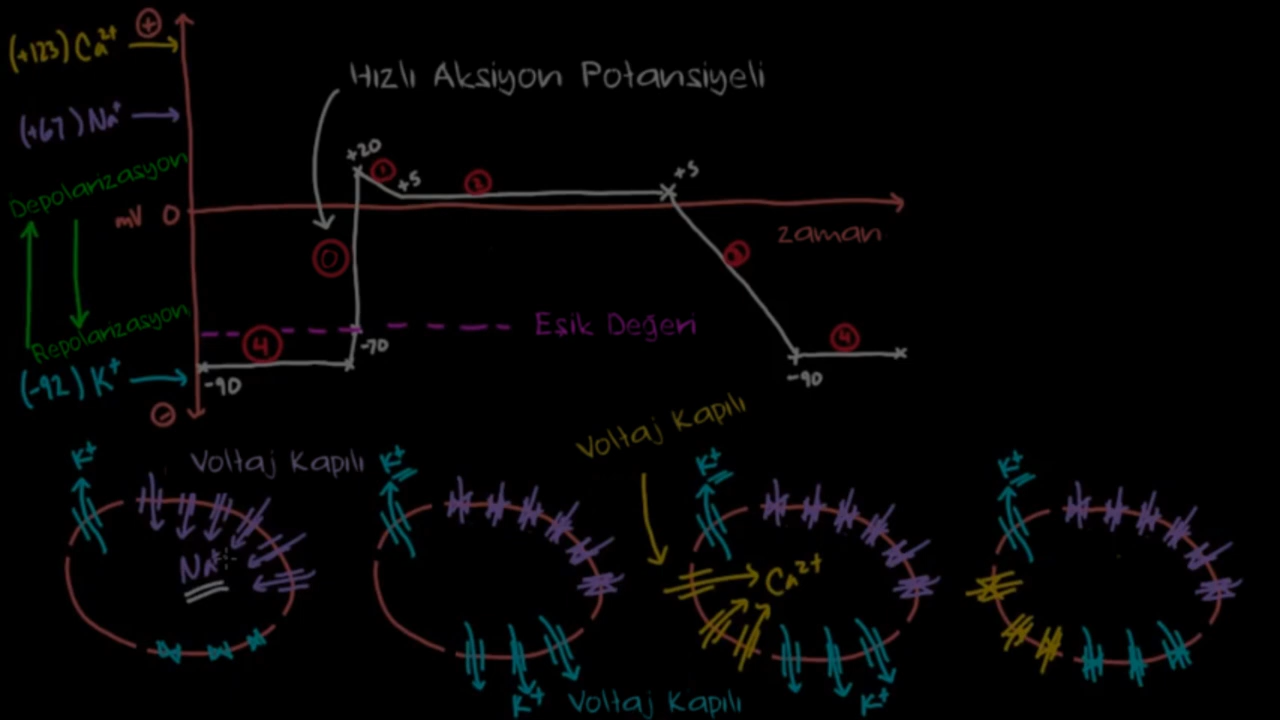 (+123) Ca²⁺
+
Hızlı Aksiyon Potansiyeli
(+67) Na⁺
+20
1
+5
2
+5
Depolarizasyon
mV 0
zaman
0
3
Repolarizasyon
Eşik Değeri
4
-70
4
(-92) K⁺
-90
-90
-
K⁺
Voltaj Kapılı
K⁺
Voltaj Kapılı
K⁺
K⁺
Na⁺
Ca²⁺
K⁺
Voltaj Kapılı
K⁺